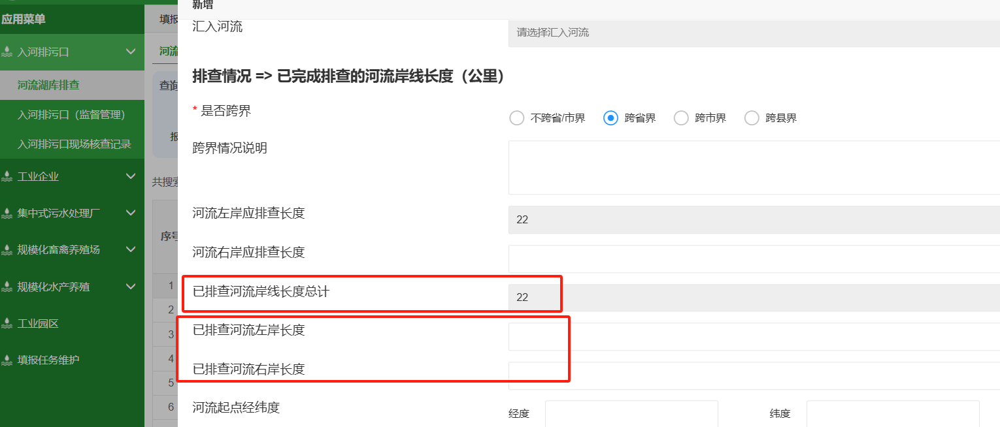 应用菜单
入河排污口
河流湖库排查
入河排污口（监督管理）
入河排污口现场核查记录
工业企业
集中式污水处理厂
规模化畜禽养殖场
规模化水产养殖
工业园区
填报任务维护
填报
河流
查询
报
共搜索
序号
1
2
3
4
5
6
新增
汇入河流
请选择汇入河流
排查情况 => 已完成排查的河流岸线长度（公里）
* 是否跨界
不跨省/市界 跨省界 跨市界 跨县界
跨界情况说明
河流左岸应排查长度
22
河流右岸应排查长度
已排查河流岸线长度总计
22
已排查河流左岸长度
已排查河流右岸长度
河流起点经纬度
经度 纬度